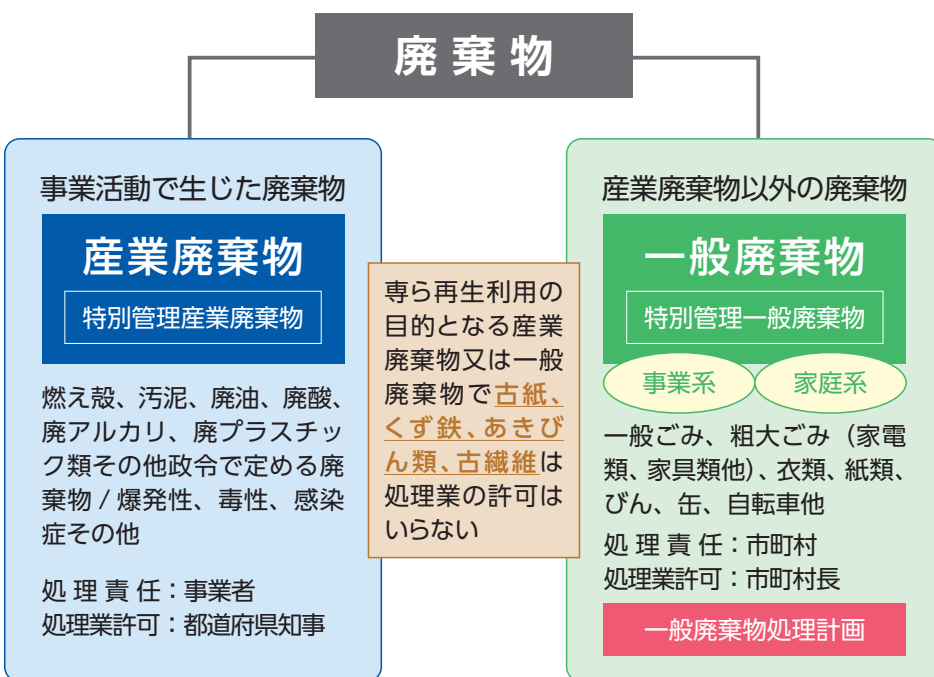 廃棄物
事業活動で生じた廃棄物
産業廃棄物
特別管理産業廃棄物
燃え殻、汚泥、廃油、廃酸、
廃アルカリ、廃プラスチッ
ク類その他政令で定める廃
棄物 / 爆発性、毒性、感染
症その他
処理責任：事業者
処理業許可：都道府県知事
専ら再生利用の
目的となる産業
廃棄物又は一般
廃棄物で古紙、
くず鉄、あきび
ん類、古繊維は
処理業の許可は
いらない
産業廃棄物以外の廃棄物
一般廃棄物
特別管理一般廃棄物
事業系
家庭系
一般ごみ、粗大ごみ（家電
類、家具類他）、衣類、紙類、
びん、缶、自転車他
処理責任：市町村
処理業許可：市町村長
一般廃棄物処理計画